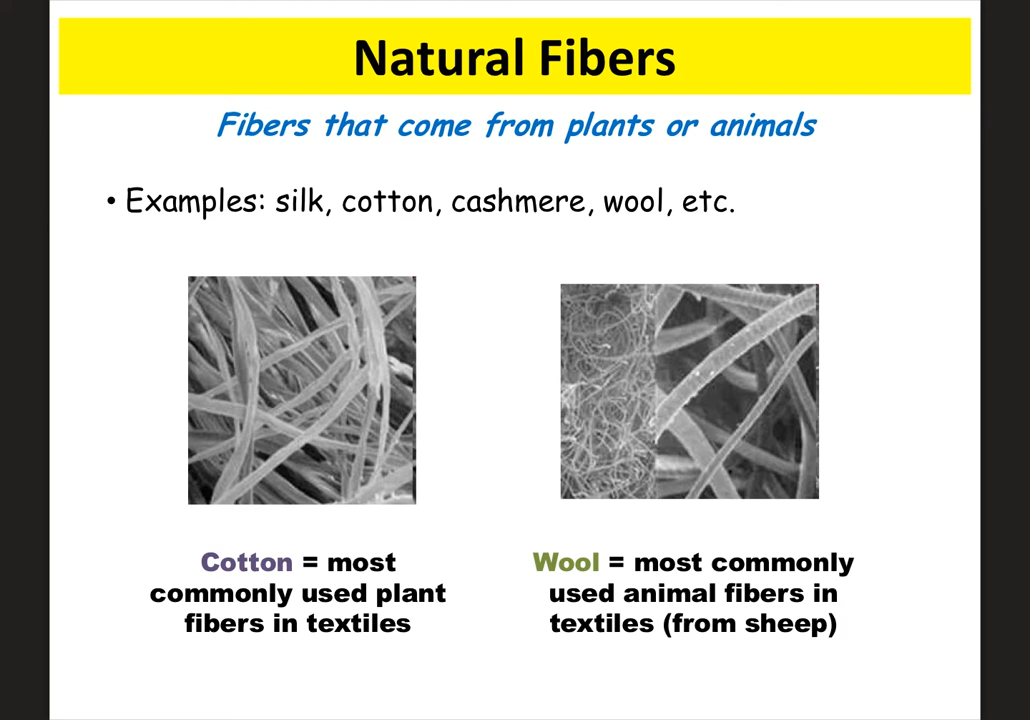 Natural Fibers
Fibers that come from plants or animals
• Examples: silk, cotton, cashmere, wool, etc.
Cotton = most
commonly used plant
fibers in textiles
Wool = most commonly
used animal fibers in
textiles (from sheep)